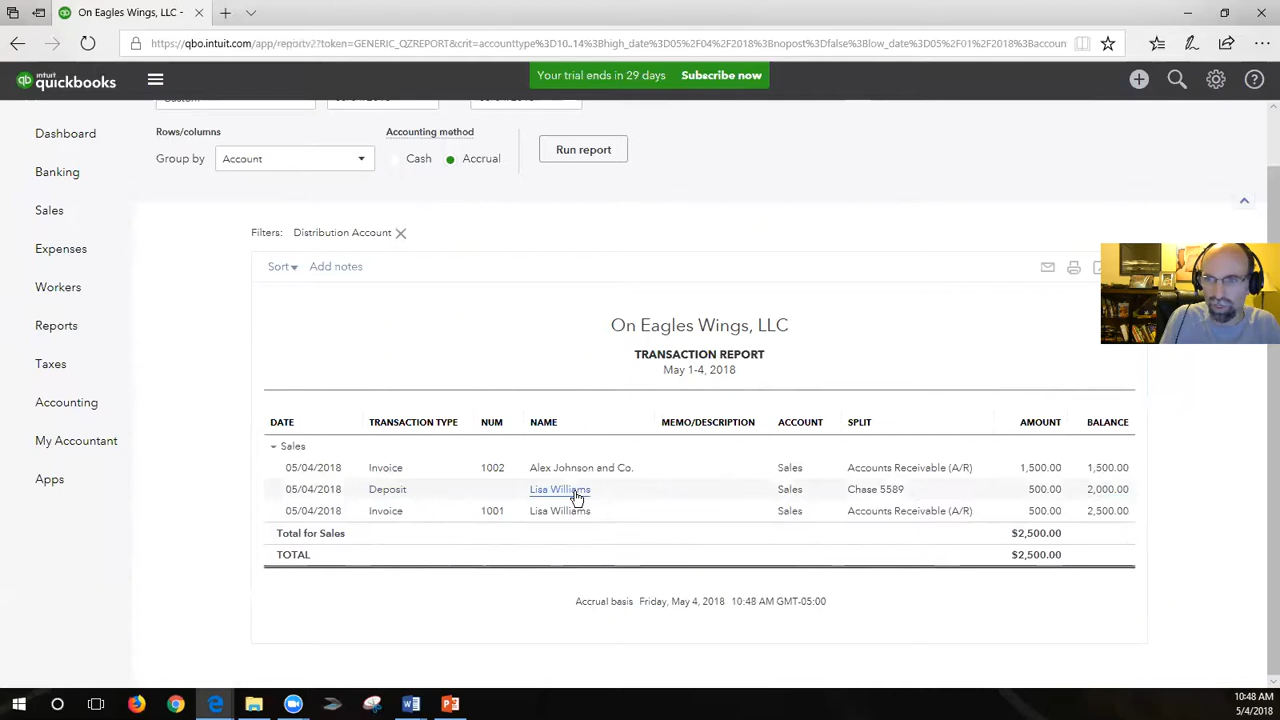 On Eagles Wings, LLC -
https://qbo.intuit.com/app/reportv2?token=GENERIC_QZREPORT&crit=accounttype%3D10..14%3Bhigh_date%3D05%2F04%2F2018%3Bnopost%3Dfalse%3Blow_date%3D05%2F01%2F2018%3Baccoun
intuit
quickbooks
qb
Your trial ends in 29 days Subscribe now
Dashboard
Banking
Sales
Expenses
Workers
Reports
Taxes
Accounting
My Accountant
Apps
Custom
Rows/columns Accounting method
Group by Account Cash Accrual Run report
Filters: Distribution Account
Sort Add notes
On Eagles Wings, LLC
TRANSACTION REPORT
May 1-4, 2018
DATE TRANSACTION TYPE NUM NAME MEMO/DESCRIPTION ACCOUNT SPLIT AMOUNT BALANCE
Sales
05/04/2018 Invoice 1002 Alex Johnson and Co. Sales Accounts Receivable (A/R) 1,500.00 1,500.00
05/04/2018 Deposit Lisa Williams Sales Chase 5589 500.00 2,000.00
05/04/2018 Invoice 1001 Lisa Williams Sales Accounts Receivable (A/R) 500.00 2,500.00
Total for Sales $2,500.00
TOTAL $2,500.00
Accrual basis Friday, May 4, 2018 10:48 AM GMT-05:00
10:48 AM
5/4/2018